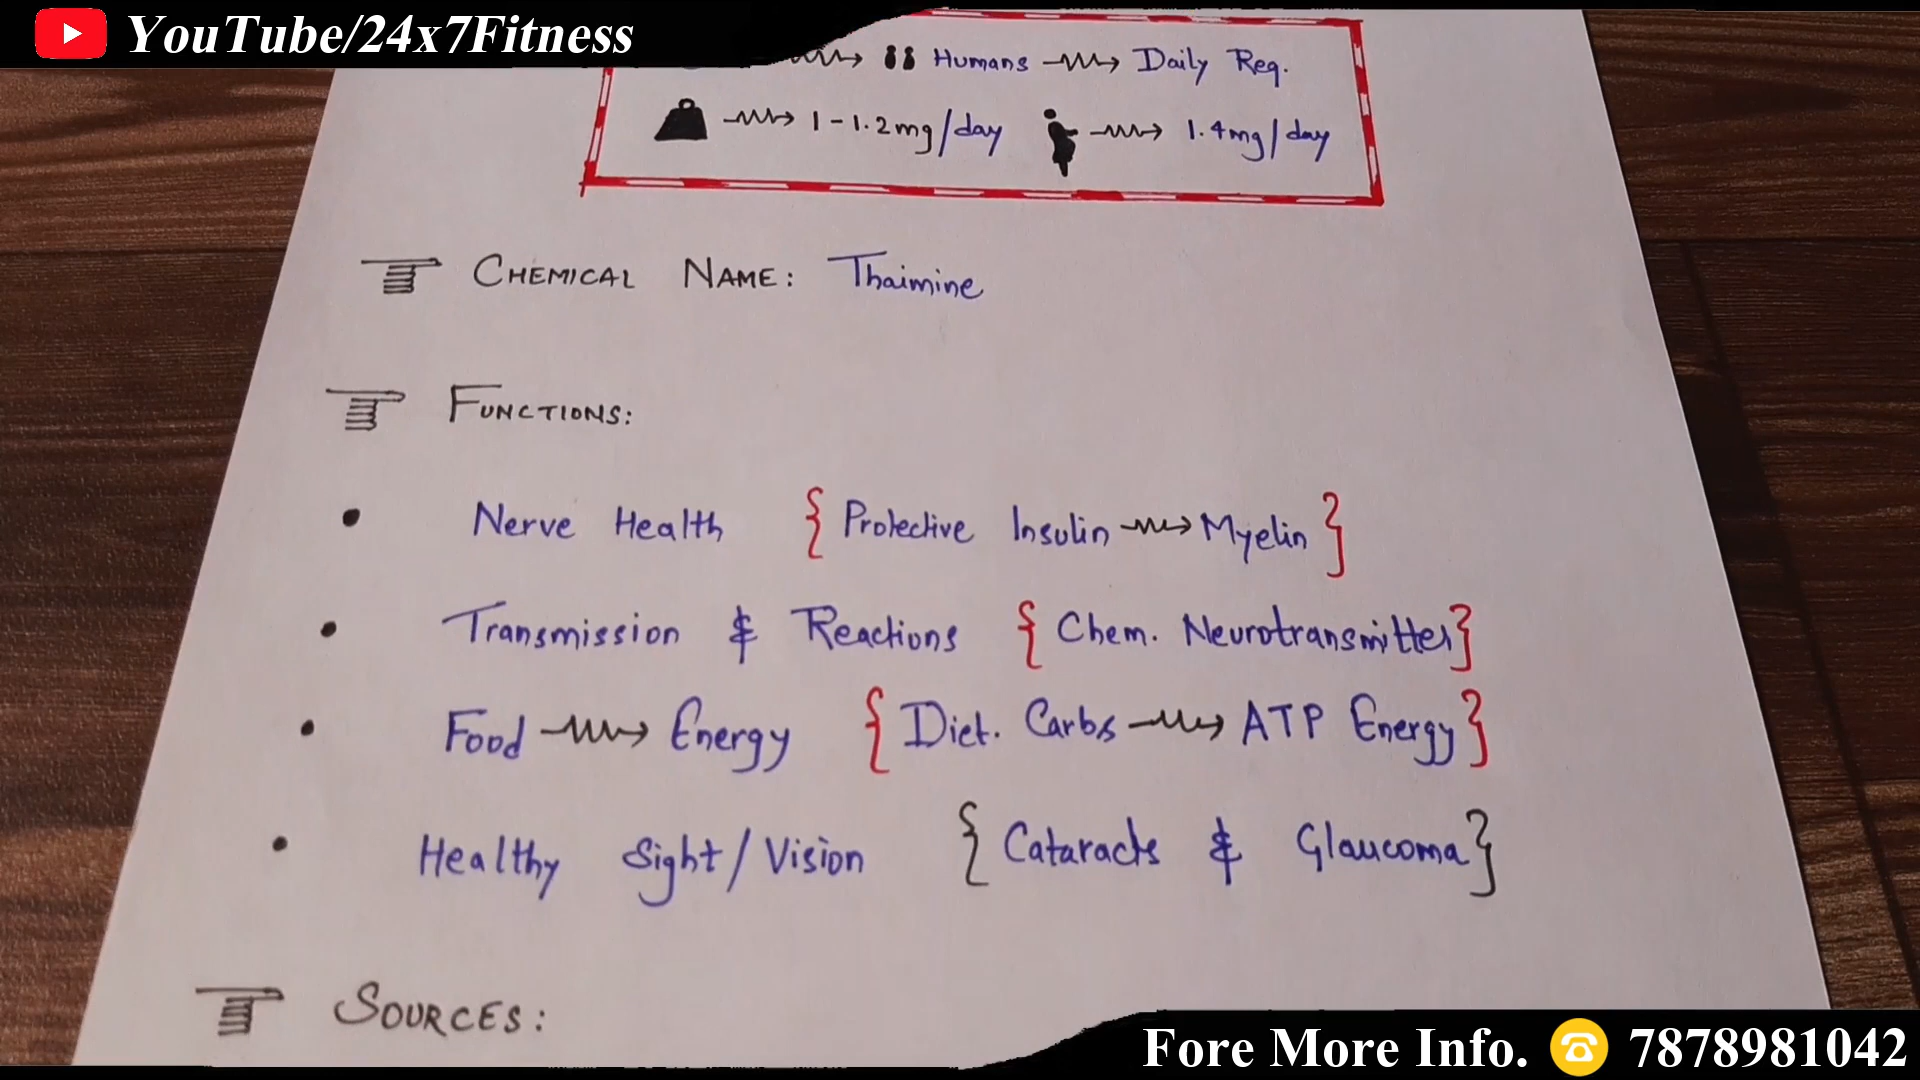 YouTube/24x7Fitness
Humans Daily Req.
1-1.2mg/day 1.4mg/day
CHEMICAL NAME: Thaimine
FUNCTIONS:
Nerve Health { Protective Insulin → Myelin }
Transmission & Reactions { Chem. Neurotransmitter }
Food → Energy { Diet. Carbs → ATP Energy }
Healthy Sight/Vision { Cataracts & Glaucoma }
SOURCES:
Fore More Info. 7878981042